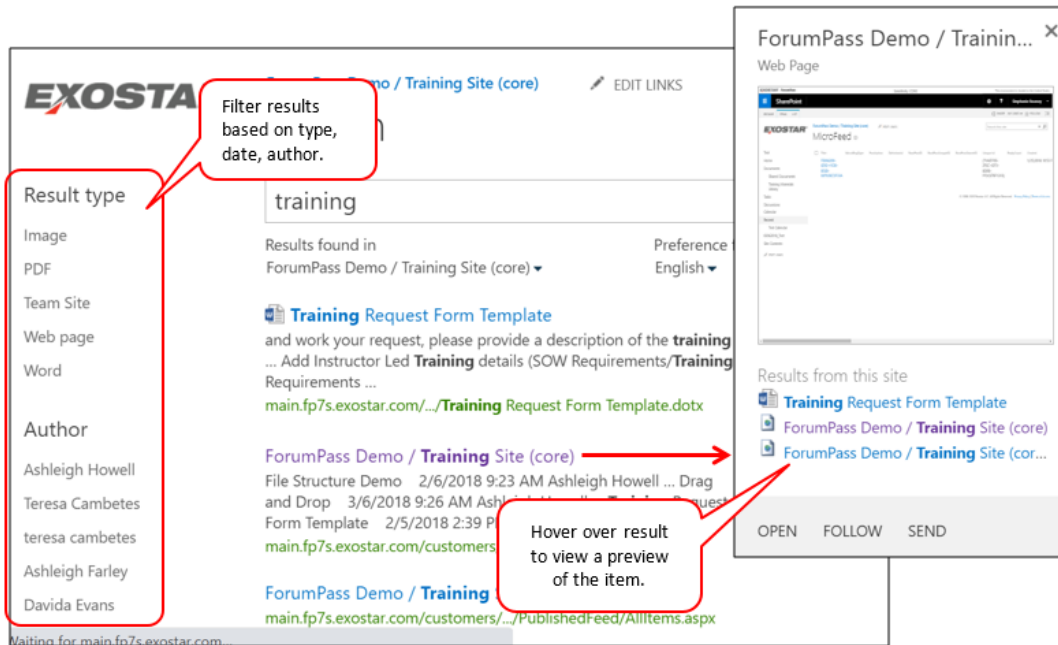 EXOSTA
mo / Training Site (core)
EDIT LINKS
Filter results
based on type,
date, author.
Result type
Image
PDF
Team Site
Web page
Word
Author
Ashleigh Howell
Teresa Cambetes
teresa cambetes
Ashleigh Farley
Davida Evans
Waiting for main.fp7s.exostar.com...
training
Results found in
ForumPass Demo / Training Site (core)
Preference
English
Training Request Form Template
and work your request, please provide a description of the training
... Add Instructor Led Training details (SOW Requirements/Training
Requirements ...
main.fp7s.exostar.com/.../Training Request Form Template.dotx
ForumPass Demo / Training Site (core)
File Structure Demo 2/6/2018 9:23 AM Ashleigh Howell ... Drag
and Drop 3/6/2018 9:26 AM Ashleigh Howell Training Request
Form Template 2/5/2018 2:39 P
main.fp7s.exostar.com/customers
ForumPass Demo / Training
main.fp7s.exostar.com/customers/.../PublishedFeed/AllItems.aspx
Hover over result
to view a preview
of the item.
ForumPass Demo / Trainin...
Web Page
SharePoint
EXOSTAR
MicroFeed
Results from this site
Training Request Form Template
ForumPass Demo / Training Site (core)
ForumPass Demo / Training Site (cor...
OPEN FOLLOW SEND